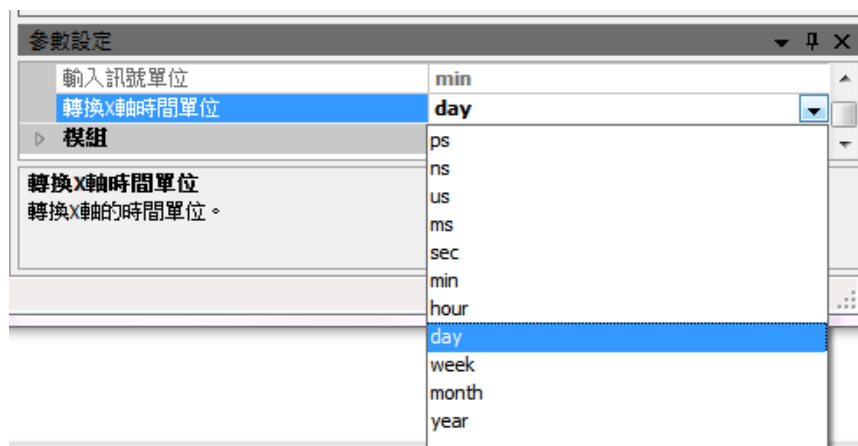 參數設定
輸入訊號單位 min
轉換X軸時間單位 day
模組
轉換X軸時間單位
轉換X軸的時間單位。
ps
ns
us
ms
sec
min
hour
day
week
month
year